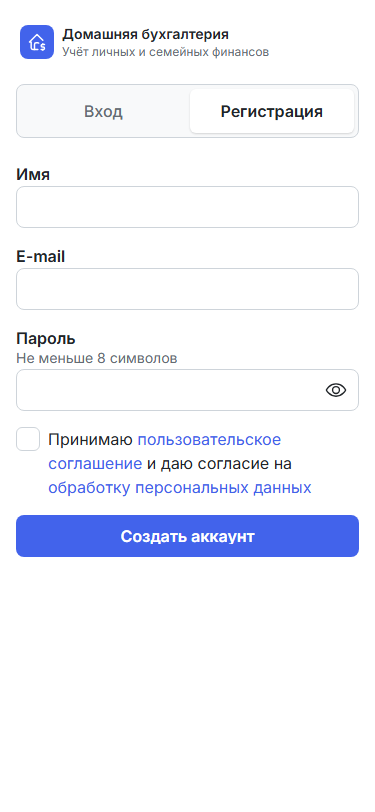 Домашняя бухгалтерия
Учёт личных и семейных финансов
Вход
Регистрация
Имя
E-mail
Пароль
Не меньше 8 символов
Принимаю пользовательское
соглашение и даю согласие на
обработку персональных данных
Создать аккаунт